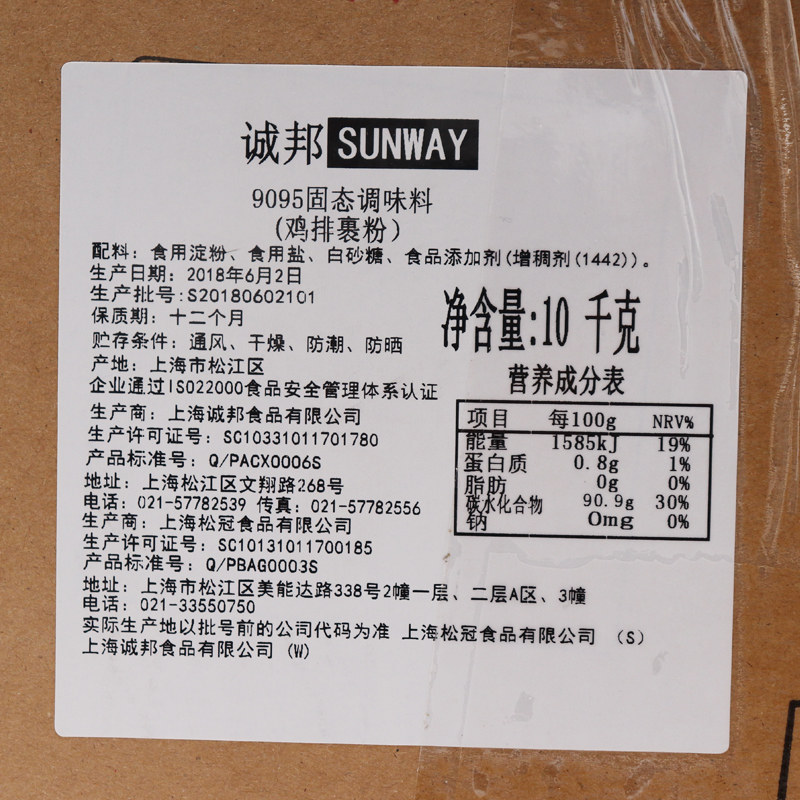 诚邦 SUNWAY
9095固态调味料
(鸡排裹粉)
配料：食用淀粉、食用盐、白砂糖、食品添加剂(增稠剂(1442))。
生产日期：2018年6月2日
生产批号:S20180602101
保质期：十二个月
贮存条件：通风、干燥、防潮、防晒
产地：上海市松江区
企业通过ISO22000食品安全管理体系认证
生产商：上海诚邦食品有限公司
生产许可证号：SC10331011701780
产品标准号：Q/PACX0006S
地址：上海松江区文翔路268号
电话：021-57782539 传真：021-57782556
生产商：上海松冠食品有限公司
生产许可证号：SC10131011700185
产品标准号：Q/PBAG0003S
地址：上海市松江区美能达路338号2幢一层、二层A区、3幢
电话：021-33550750
实际生产地以批号前的公司代码为准 上海松冠食品有限公司 （S）
上海诚邦食品有限公司 (W)
净含量:10 千克
营养成分表
项目 每100g NRV%
能量 1585kJ 19%
蛋白质 0.8g 1%
脂肪 0g 0%
碳水化合物 90.9g 30%
钠 0mg 0%